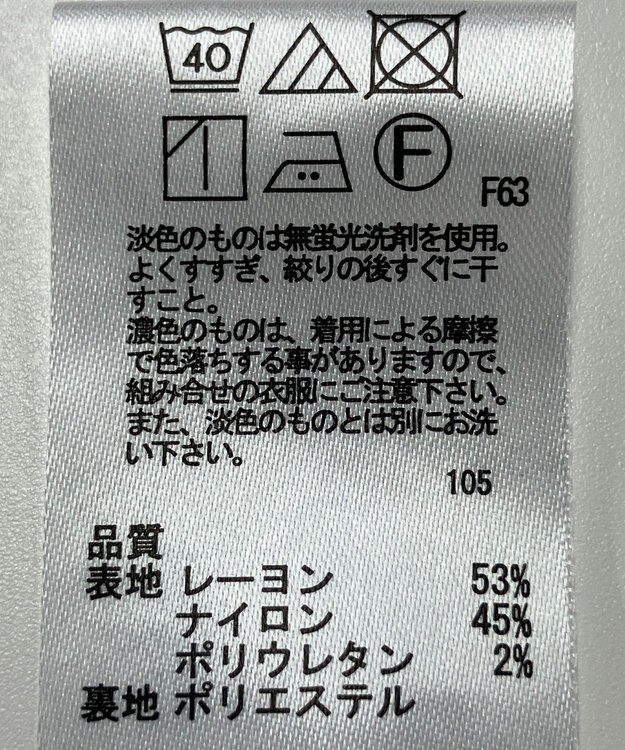 40
F
F63
淡色のものは無蛍光洗剤を使用。
よくすすぎ、絞りの後すぐに干
すこと。
濃色のものは、着用による摩擦
で色落ちする事がありますので、
組み合せの衣服にご注意下さい。
また、淡色のものとは別にお洗
い下さい。
105
品質
表地 レーヨン 53%
ナイロン 45%
ポリウレタン 2%
裏地 ポリエステル